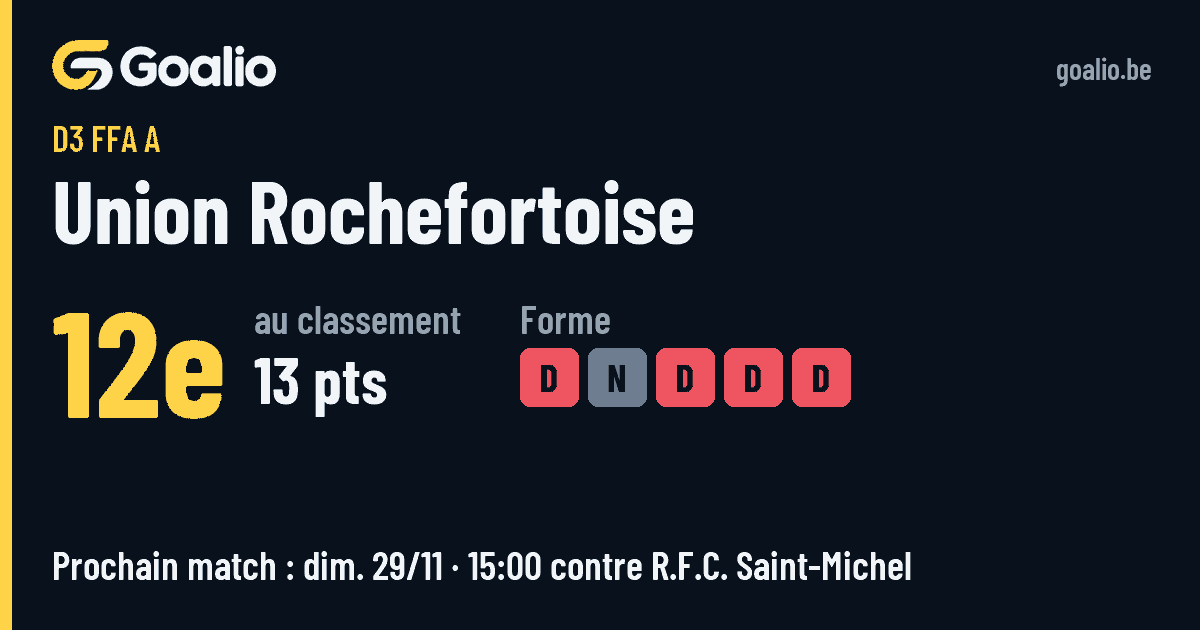 Goalio
goalio.be
D3 FFA A
Union Rochefortoise
12e
au classement
13 pts
Forme
D N D D D
Prochain match : dim. 29/11 · 15:00 contre R.F.C. Saint-Michel